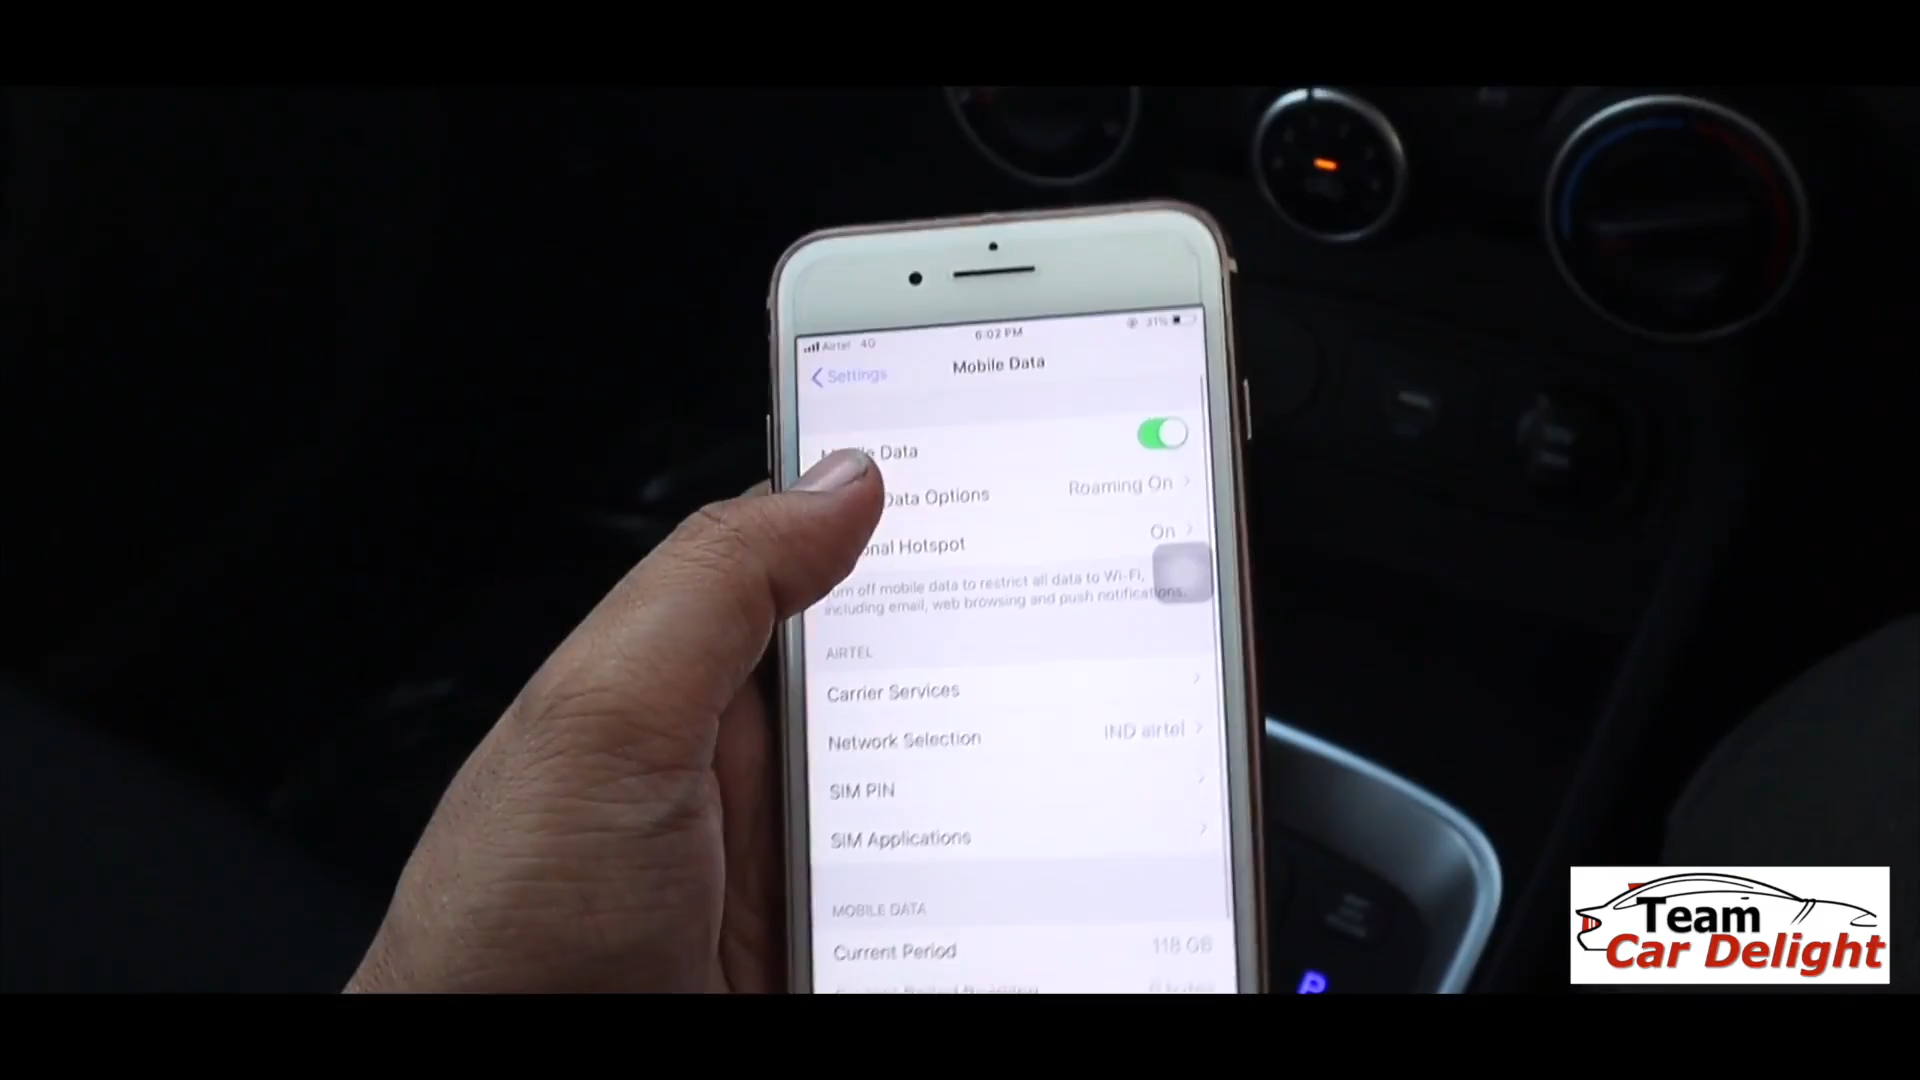 Airtel 4G
6:02 PM
31%
Settings
Mobile Data
Data
Data Options
Roaming On
onal Hotspot
On
urn off mobile data to restrict all data to Wi-Fi,
including email, web browsing and push notifications.
AIRTEL
Carrier Services
Network Selection
IND airtel
SIM PIN
SIM Applications
MOBILE DATA
Current Period
118 GB
P
Team
Car Delight